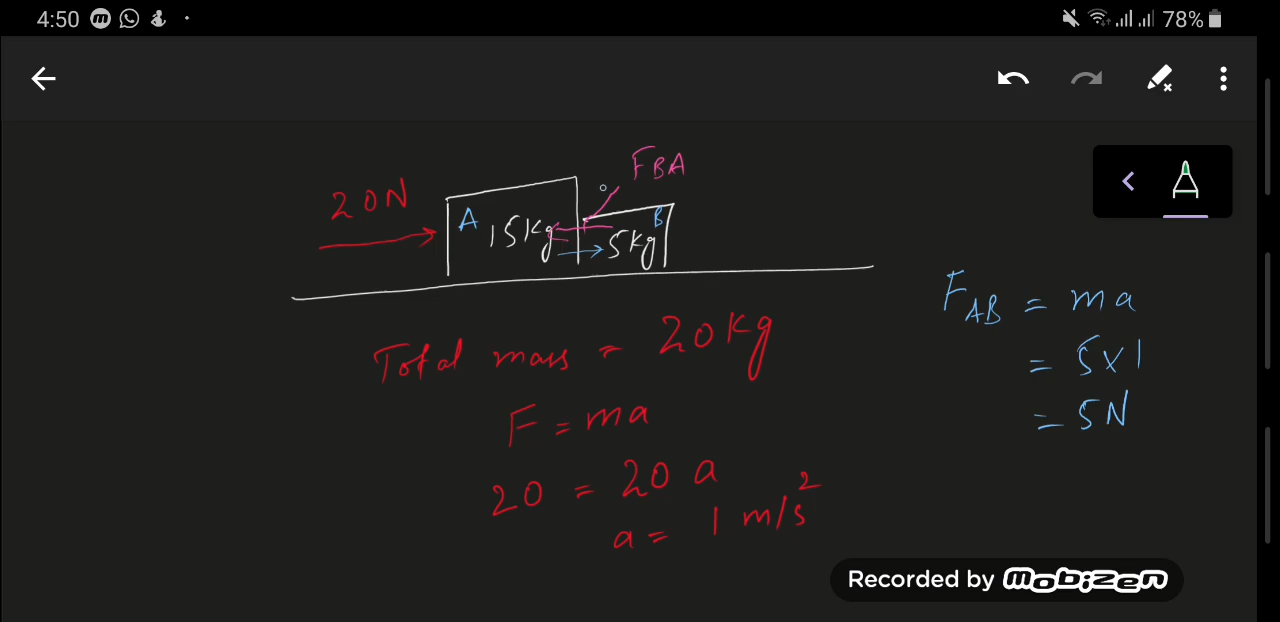 4:50
78%
FBA
20N
A
B
15kg
5kg
FAB = ma
= 5x1
= 5N
Total mass = 20kg
F = ma
20 = 20 a
a = 1 m/s²
Recorded by MOBIZEN